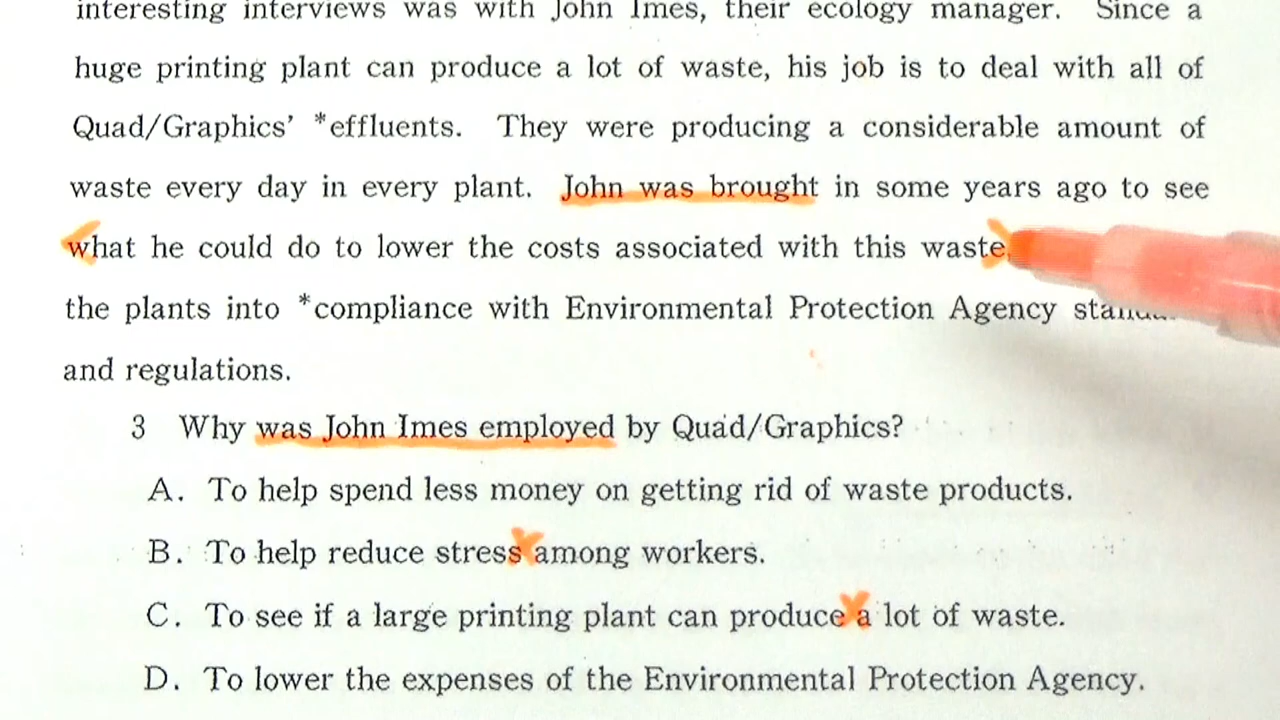 interesting interviews was with John Imes, their ecology manager. Since a
huge printing plant can produce a lot of waste, his job is to deal with all of
Quad/Graphics' *effluents. They were producing a considerable amount of
waste every day in every plant. John was brought in some years ago to see
what he could do to lower the costs associated with this waste,
the plants into *compliance with Environmental Protection Agency
and regulations.
3 Why was John Imes employed by Quad/Graphics?
A. To help spend less money on getting rid of waste products.
B. To help reduce stress among workers.
C. To see if a large printing plant can produce a lot of waste.
D. To lower the expenses of the Environmental Protection Agency.